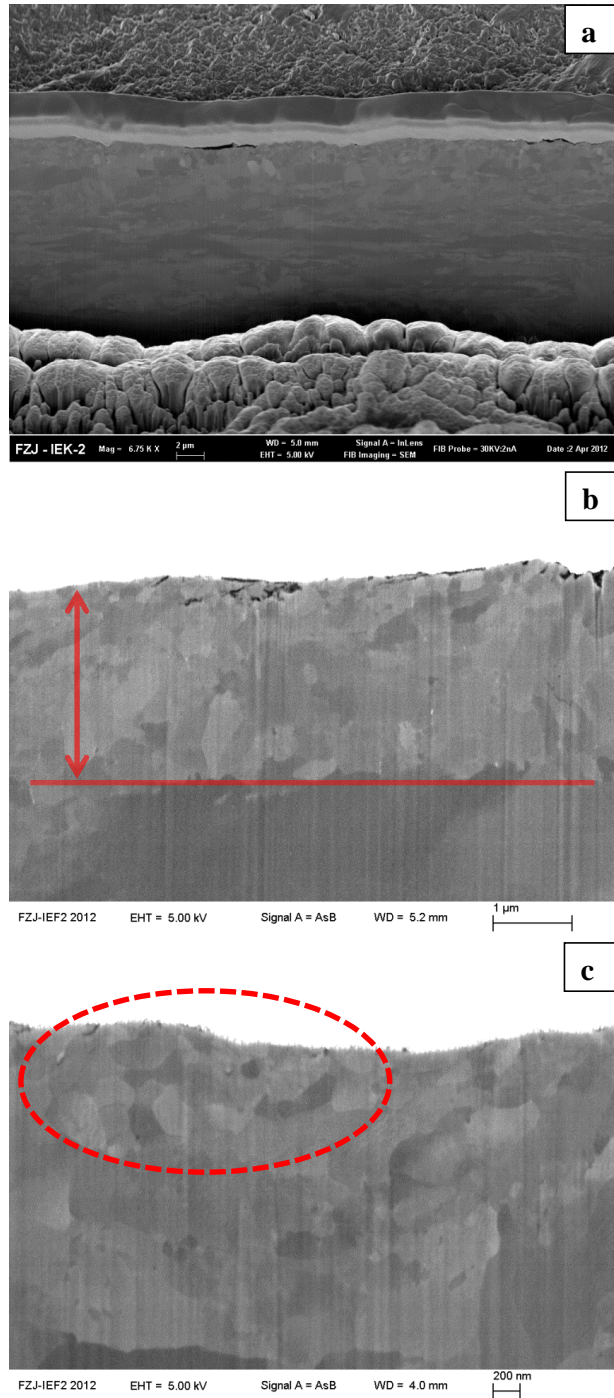 a
FZJ - IEK-2 Mag = 6.75 K X 2 µm WD = 5.0 mm EHT = 5.00 kV Signal A = InLens FIB Imaging = SEM FIB Probe = 30KV:2nA Date :2 Apr 2012
b
FZJ-IEF2 2012 EHT = 5.00 kV Signal A = AsB WD = 5.2 mm 1 µm
c
FZJ-IEF2 2012 EHT = 5.00 kV Signal A = AsB WD = 4.0 mm 200 nm